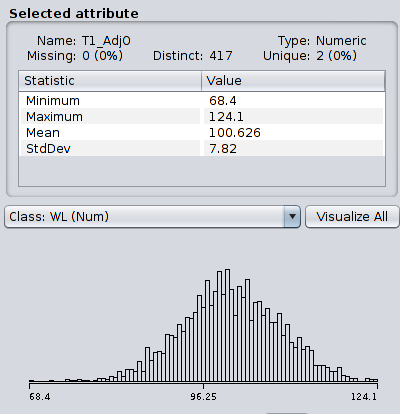 Selected attribute
Name: T1_AdjO Type: Numeric
Missing: 0 (0%) Distinct: 417 Unique: 2 (0%)
Statistic Value
Minimum 68.4
Maximum 124.1
Mean 100.626
StdDev 7.82
Class: WL (Num) Visualize All
68.4 96.25 124.1